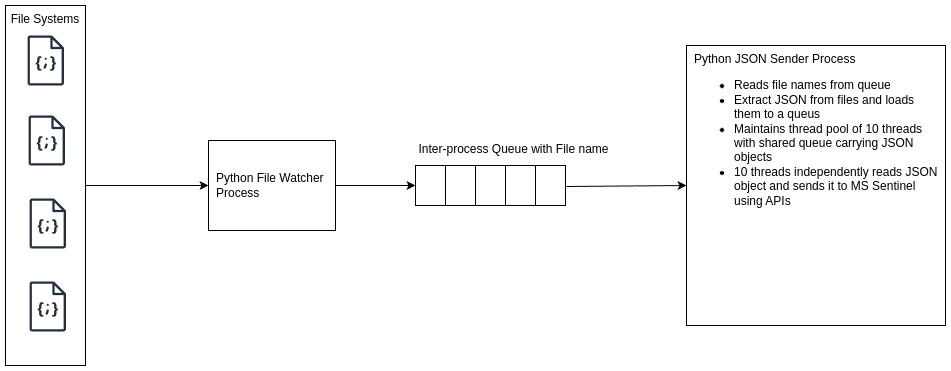 File Systems
{;}
{;}
{;}
{;}
Python File Watcher
Process
Inter-process Queue with File name
Python JSON Sender Process
• Reads file names from queue
• Extract JSON from files and loads
them to a queus
• Maintains thread pool of 10 threads
with shared queue carrying JSON
objects
• 10 threads independently reads JSON
object and sends it to MS Sentinel
using APIs